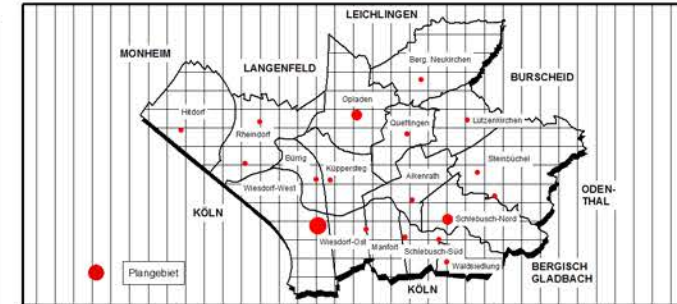 LEICHLINGEN
MONHEIM
LANGENFELD
Berg. Neukirchen
BURSCHEID
Hitdorf
Opladen
Rheindorf
Quettingen
Lützenkirchen
Bürrig
Küppersteg
Steinbüchel
Wiesdorf-West
Alkenrath
ODEN-
THAL
KÖLN
Schlebusch-Nord
Wiesdorf-Ost
Manfort
Schlebusch-Süd
Waldsiedlung
BERGISCH
GLADBACH
KÖLN
Plangebiet